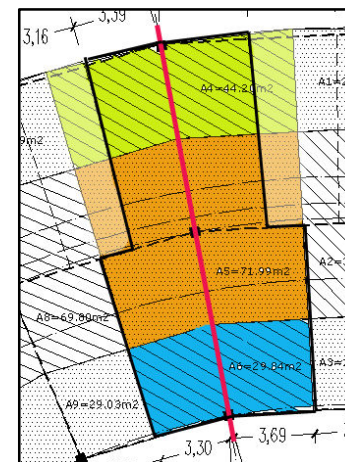 3,39
3,16
A4=44.20m2
A1=
9m2
A5=71.99m2
A2=
A8=69.80m2
A6=29.84m2
A3=
A9=29.03m2
3,30
3,69